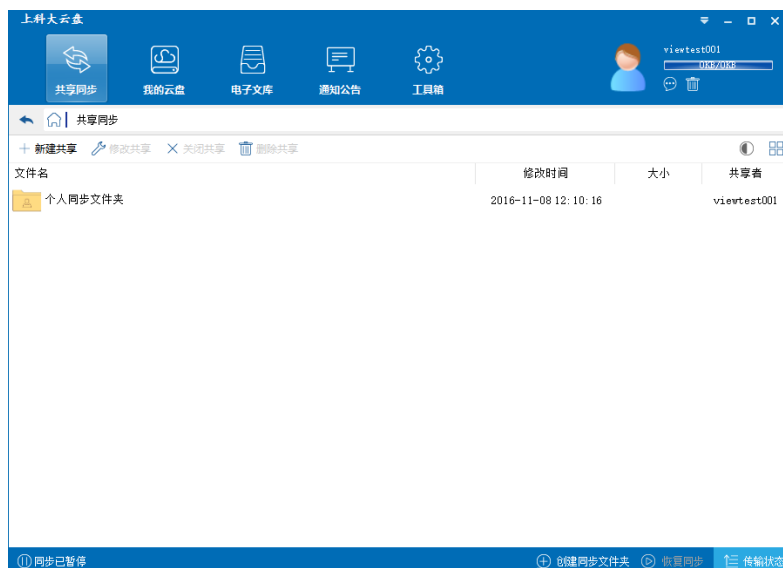 上科大云盘
viewtest001
0KB/0KB
共享同步 我的云盘 电子文库 通知公告 工具箱
共享同步
新建共享 修改共享 关闭共享 删除共享
文件名 修改时间 大小 共享者
个人同步文件夹 2016-11-08 12:10:16 viewtest001
同步已暂停 创建同步文件夹 恢复同步 传输状态